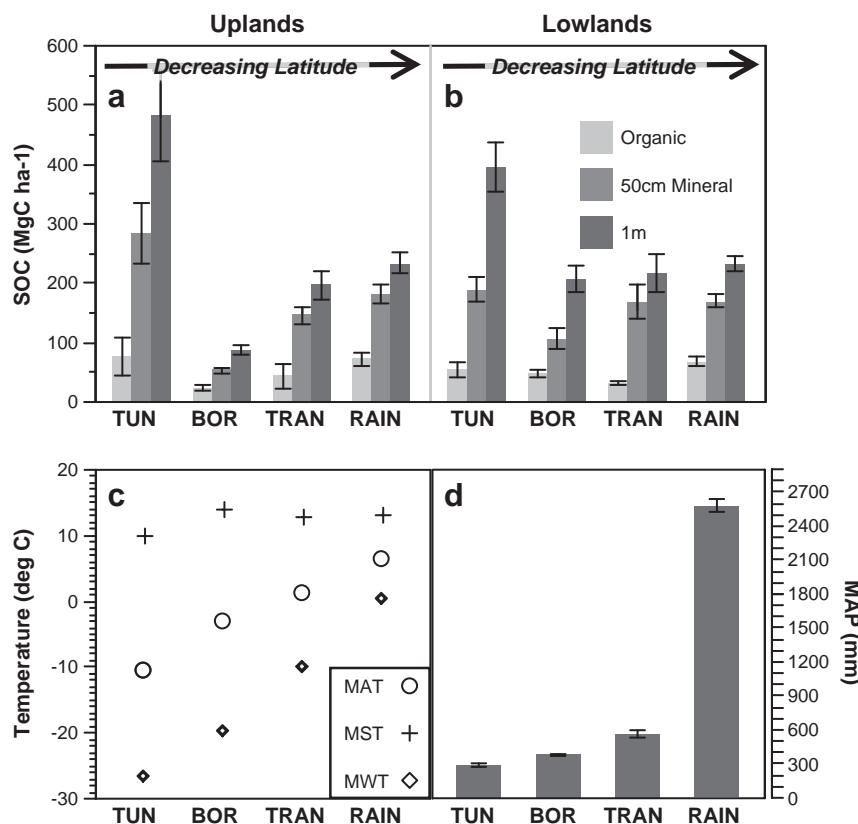 Uplands
Lowlands
600
500
400
300
200
100
0
SOC (MgC ha-1)
Decreasing Latitude
a
TUN
BOR
TRAN
RAIN
Decreasing Latitude
b
Organic
50cm Mineral
1m
TUN
BOR
TRAN
RAIN
20
10
0
-10
-20
-30
Temperature (deg C)
c
MAT
MST
MWT
TUN
BOR
TRAN
RAIN
d
2700
2400
2100
1800
1500
1200
900
600
300
0
MAP (mm)
TUN
BOR
TRAN
RAIN